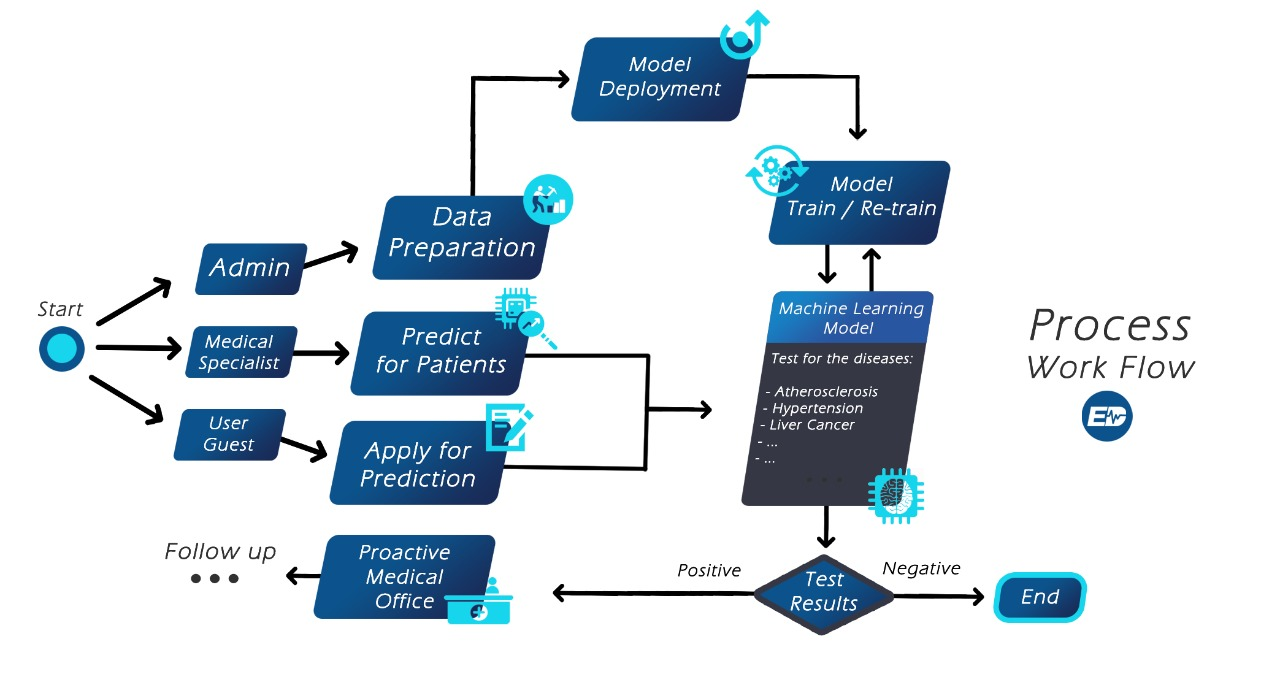 Model
Deployment
Model
Train / Re-train
Data
Preparation
Admin
Start
Medical
Specialist
Predict
for Patients
User
Guest
Apply for
Prediction
Machine Learning
Model
Test for the diseases:
- Atherosclerosis
- Hypertension
- Liver Cancer
- ...
- ...
. . .
Process
Work Flow
E
Follow up
...
Proactive
Medical
Office
Positive
Test
Results
Negative
End